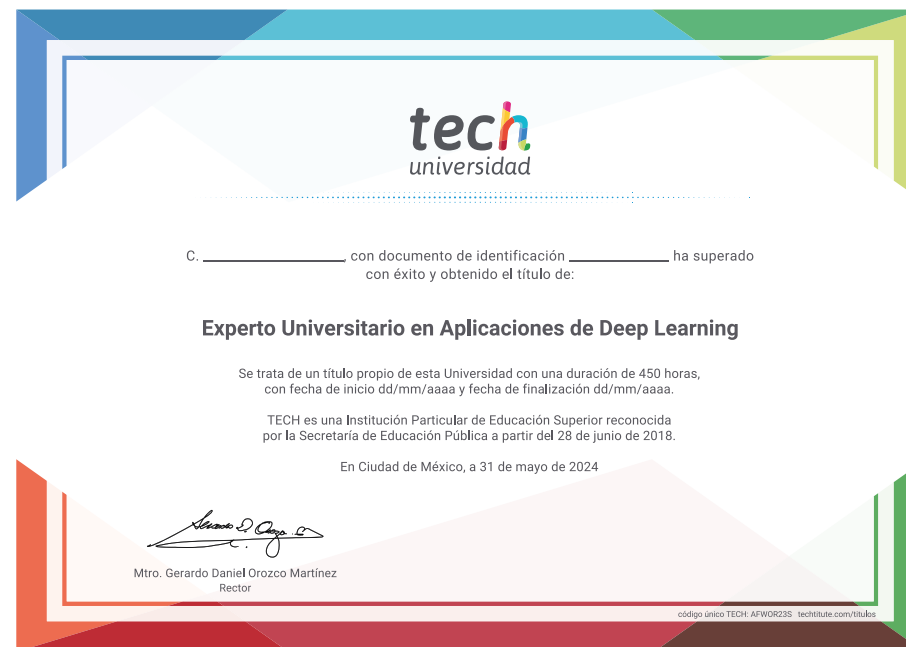 tech
universidad
C. ____________, con documento de identificación ____________ ha superado
con éxito y obtenido el título de:
Experto Universitario en Aplicaciones de Deep Learning
Se trata de un título propio de esta Universidad con una duración de 450 horas,
con fecha de inicio dd/mm/aaaa y fecha de finalización dd/mm/aaaa.
TECH es una Institución Particular de Educación Superior reconocida
por la Secretaría de Educación Pública a partir del 28 de junio de 2018.
En Ciudad de México, a 31 de mayo de 2024
Mtro. Gerardo Daniel Orozco Martínez
Rector
código único TECH: AFWOR23S techtitute.com/titulos